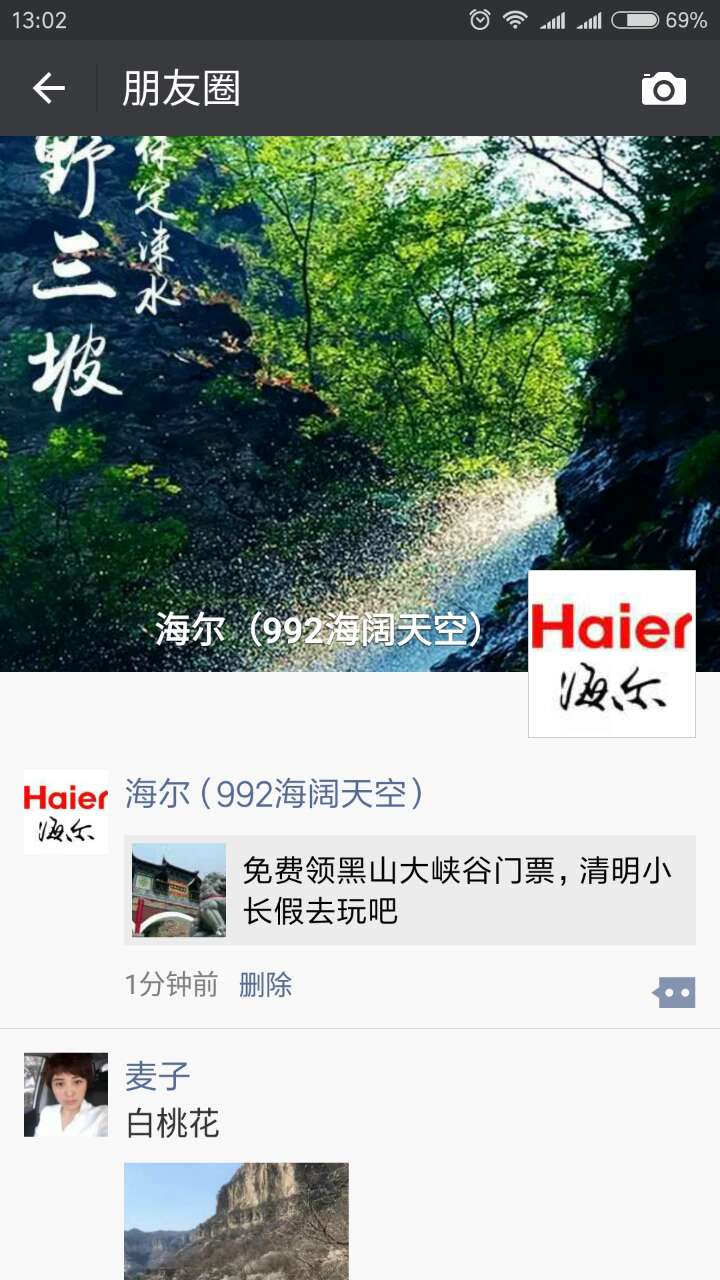 13:02
69%
朋友圈
野三坡
保定涞水
海尔（992海阔天空）
Haier
海尔
Haier
海尔
海尔（992海阔天空）
免费领黑山大峡谷门票，清明小
长假去玩吧
1分钟前 删除
麦子
白桃花